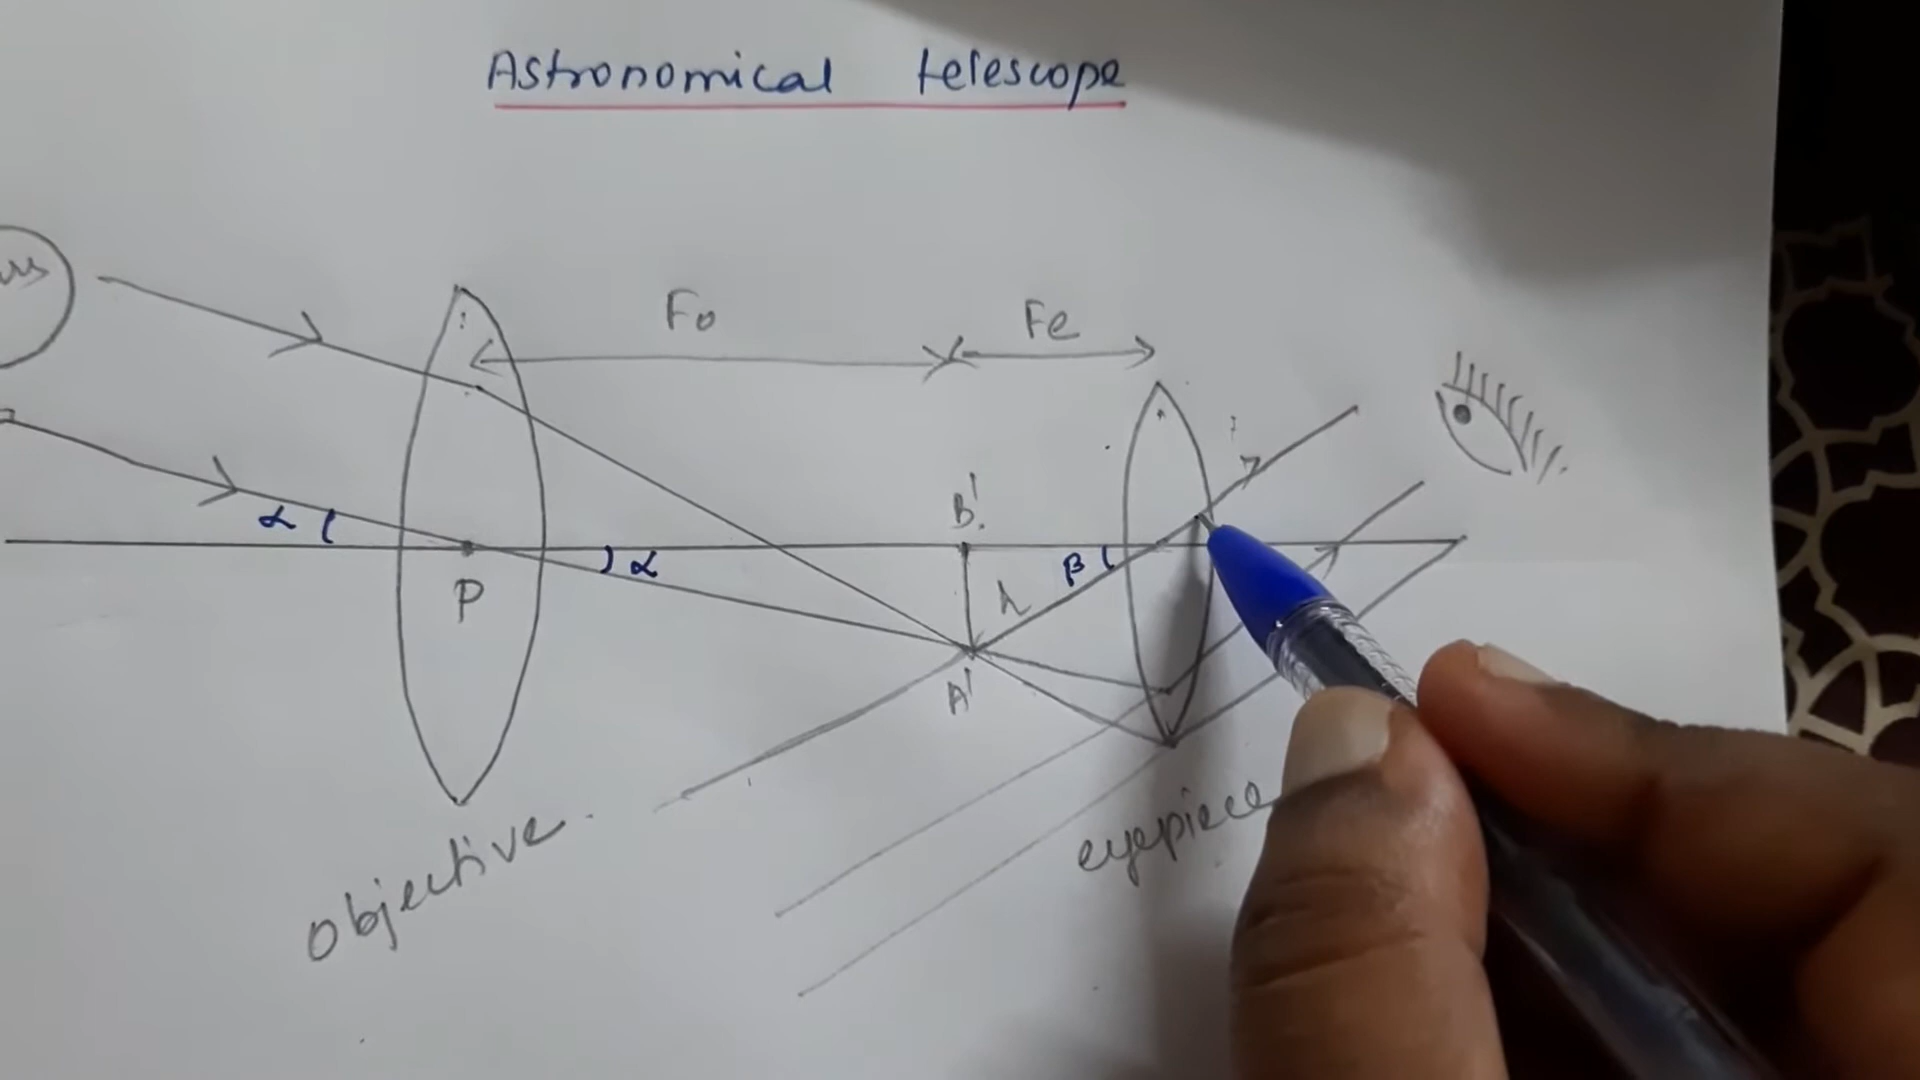 Astronomical telescope
Fo
Fe
α
α
B'
β
h
P
A'
objective
eyepiece